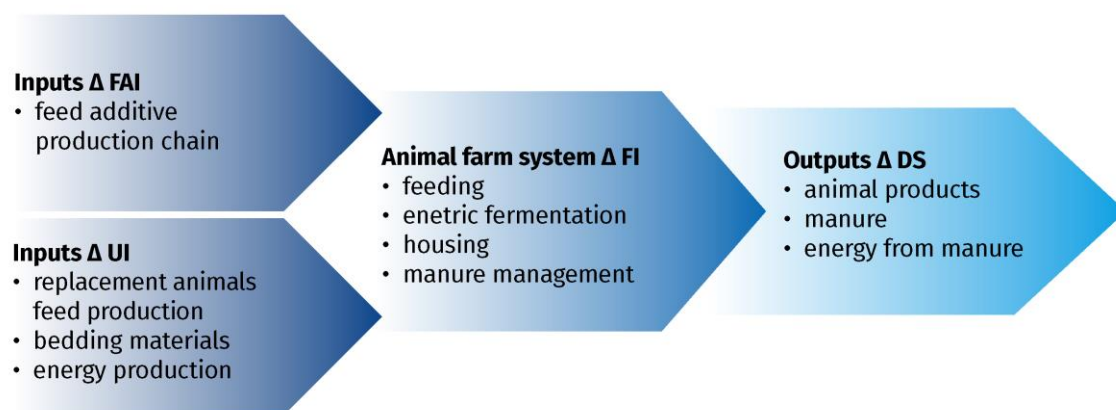 Inputs Δ FAI
• feed additive
production chain
Inputs Δ UI
• replacement animals
feed production
• bedding materials
• energy production
Animal farm system Δ FI
• feeding
• enetric fermentation
• housing
• manure management
Outputs Δ DS
• animal products
• manure
• energy from manure